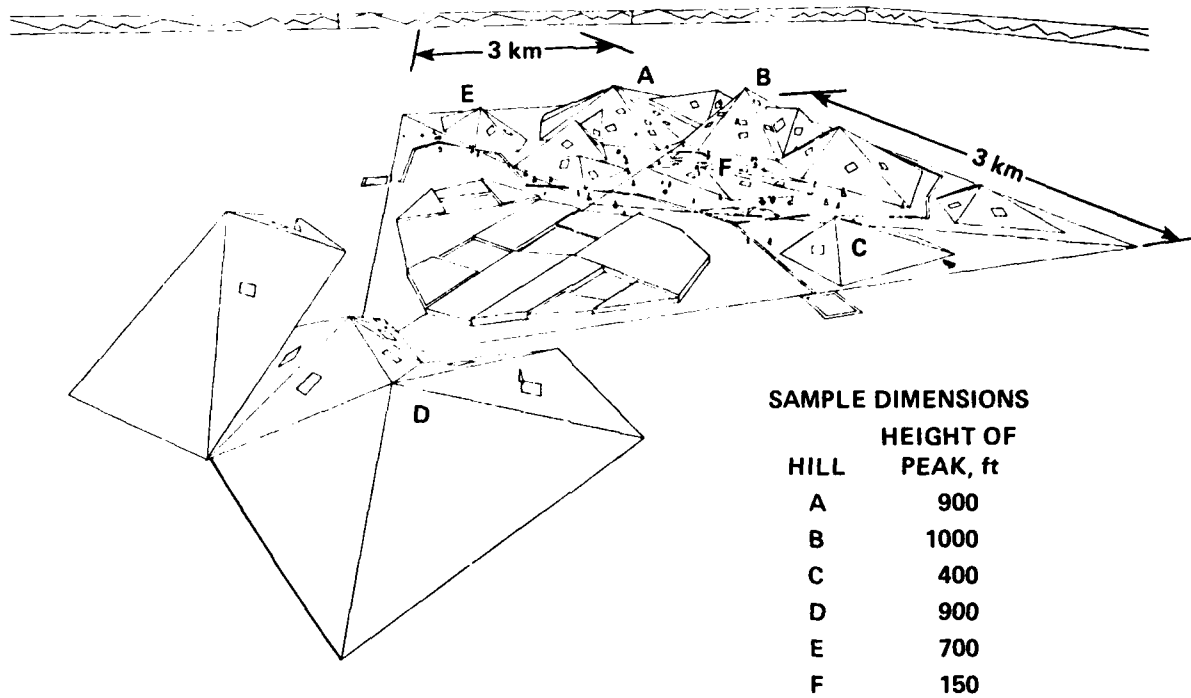 3 km
A
B
E
F
3 km
C
D
SAMPLE DIMENSIONS
HEIGHT OF
HILL PEAK, ft
A 900
B 1000
C 400
D 900
E 700
F 150